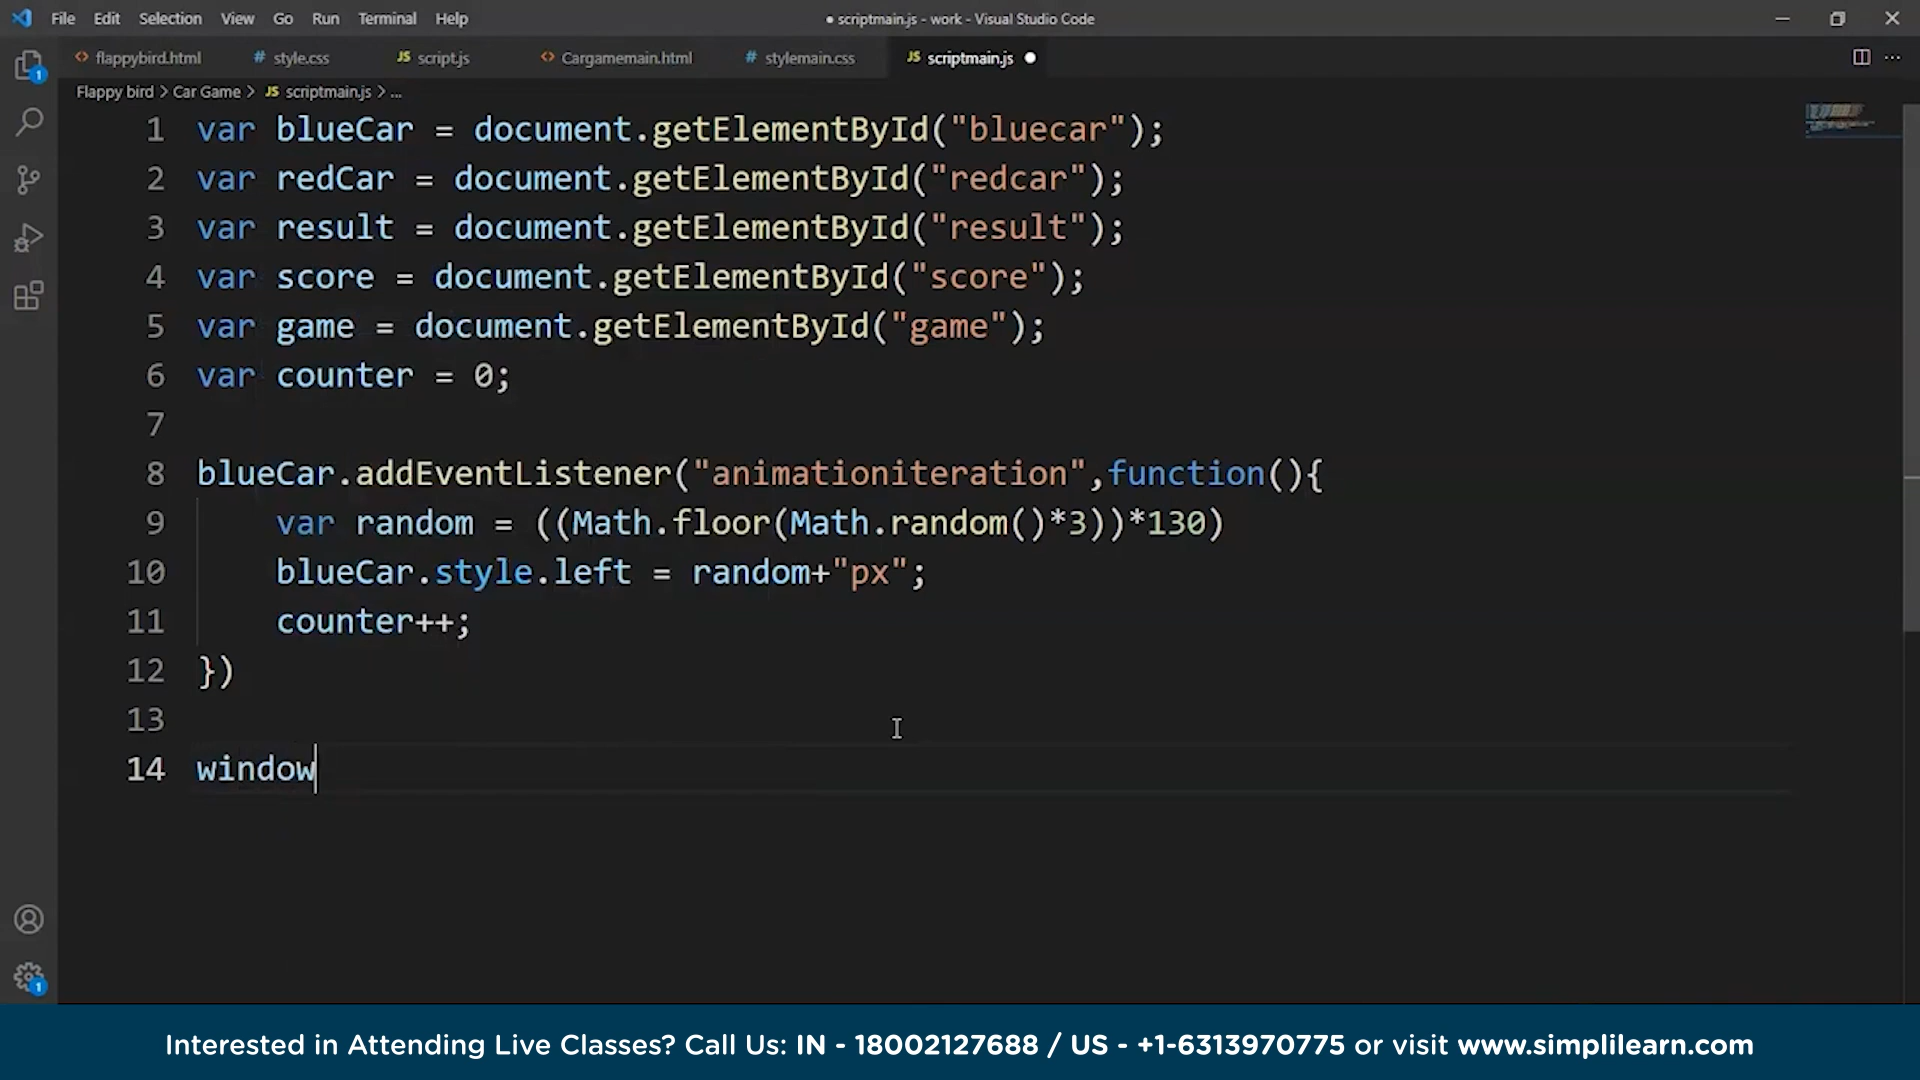 File Edit Selection View Go Run Terminal Help
● scriptmain.js - work - Visual Studio Code
<> flappybird.html # style.css JS script.js <> Cargamemain.html # stylemain.css JS scriptmain.js ●
Flappy bird > Car Game > JS scriptmain.js > ...
1 var blueCar = document.getElementById("bluecar");
2 var redCar = document.getElementById("redcar");
3 var result = document.getElementById("result");
4 var score = document.getElementById("score");
5 var game = document.getElementById("game");
6 var counter = 0;
7
8 blueCar.addEventListener("animationiteration",function(){
9     var random = ((Math.floor(Math.random()*3))*130)
10     blueCar.style.left = random+"px";
11     counter++;
12 })
13
14 window
1
1
Interested in Attending Live Classes? Call Us: IN - 18002127688 / US - +1-6313970775 or visit www.simplilearn.com